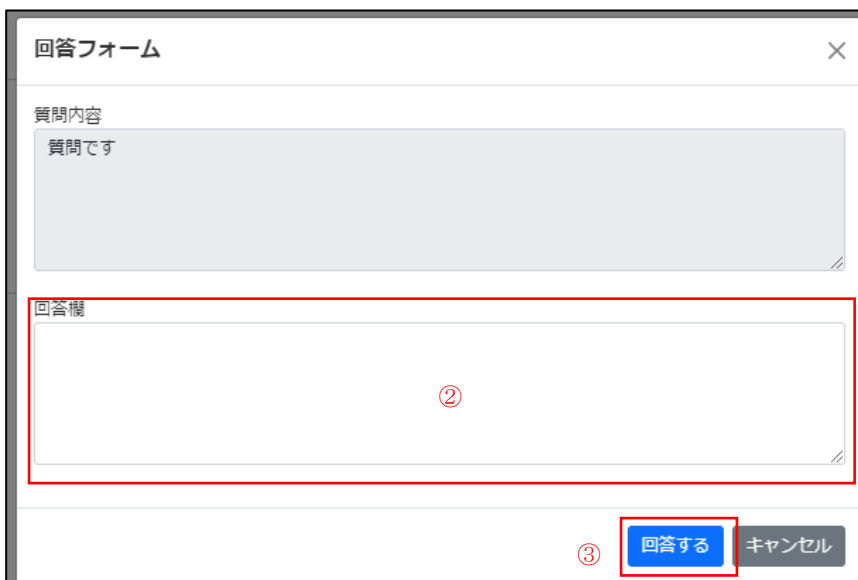 回答フォーム
質問内容
質問です
回答欄
②
③ 回答する キャンセル